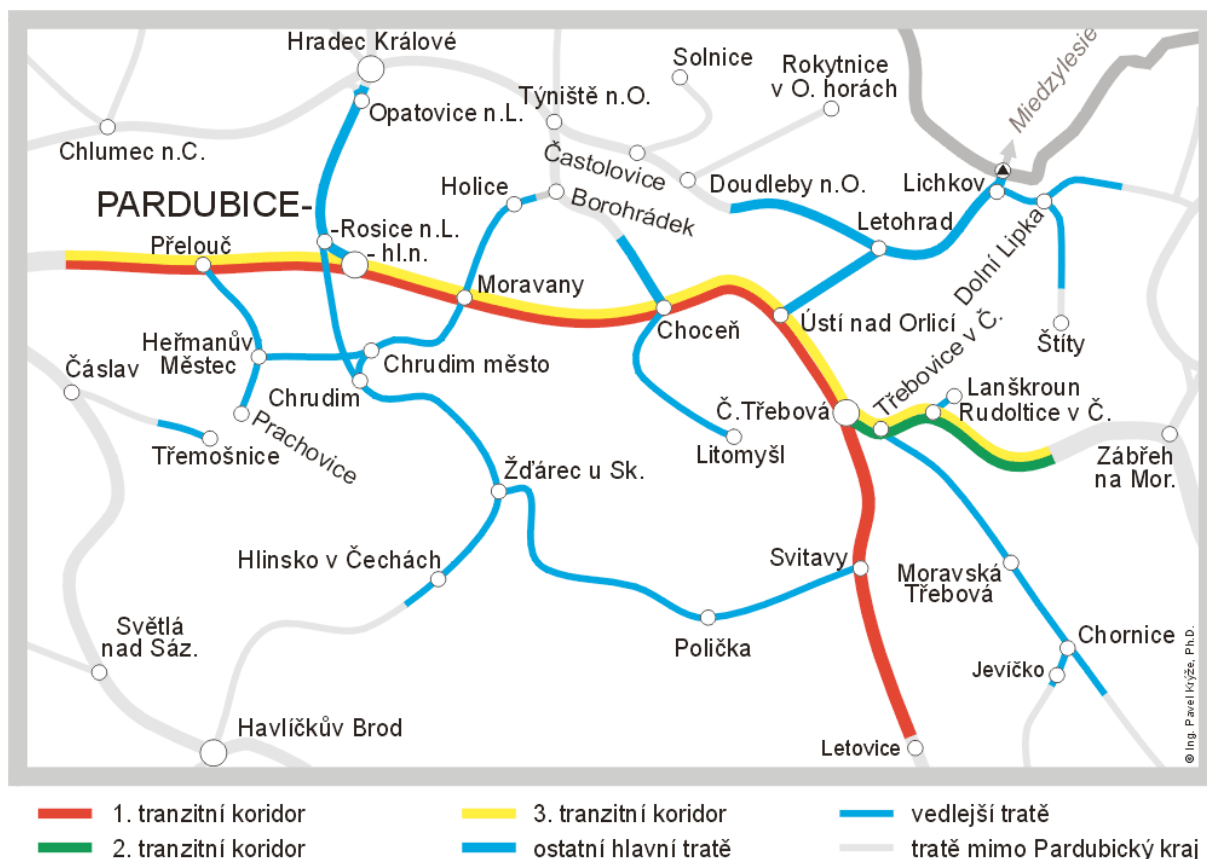 Hradec Králové
Solnice
Rokytnice
v O. horách
Miedzylesie
Týniště n.O.
Opatovice n.L.
Chlumec n.C.
Častolovice
Holice
Doudleby n.O.
Lichkov
PARDUBICE-
Borohrádek
Letohrad
Dolní Lipka
-Rosice n.L.
- hl.n.
Přelouč
Moravany
Choceň
Ústí nad Orlicí
Štíty
Heřmanův
Městec
Chrudim město
Třebovice v Č.
Čáslav
Chrudim
Lanškroun
Rudoltice v Č.
Č.Třebová
Prachovice
Třemošnice
Litomyšl
Zábřeh
na Mor.
Žďárec u Sk.
Hlinsko v Čechách
Svitavy
Moravská
Třebová
Světlá
nad Sáz.
Polička
Chornice
Jevíčko
Havlíčkův Brod
Letovice
© Ing. Pavel Krýže, Ph.D.
1. tranzitní koridor
3. tranzitní koridor
vedlejší tratě
2. tranzitní koridor
ostatní hlavní tratě
tratě mimo Pardubický kraj